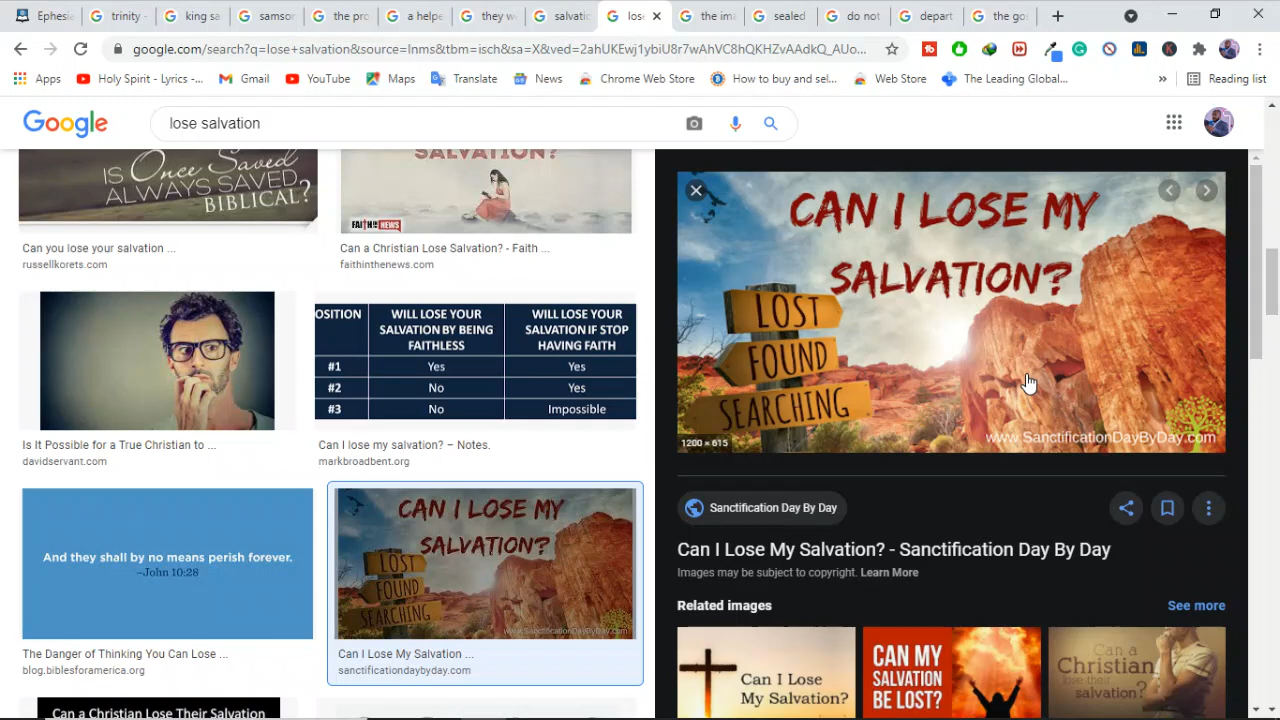 Ephesi
trinity -
king sa
samsor
the pro
a helpe
they w
salvatic
lose
the ima
sealed
do not
depart
the go
google.com/search?q=lose+salvation&source=lnms&tbm=isch&sa=X&ved=2ahUKEwj1ybiU8r7wAhVC8hQKHZvAAdkQ_AUo...
Apps
Holy Spirit - Lyrics -...
Gmail
YouTube
Maps
Translate
News
Chrome Web Store
How to buy and sel...
Web Store
The Leading Global...
»
Reading list
Google
lose salvation
IS Once Saved
ALWAYS SAVED
BIBLICAL?
Can you lose your salvation ...
russellkorets.com
SALVATION?
FAITH IN THE NEWS
Can a Christian Lose Salvation? - Faith ...
faithinthenews.com
Is It Possible for a True Christian to ...
davidservant.com
OSITION WILL LOSE YOUR SALVATION BY BEING FAITHLESS WILL LOSE YOUR SALVATION IF STOP HAVING FAITH
#1 Yes Yes
#2 No Yes
#3 No Impossible
Can I lose my salvation? – Notes.
markbroadbent.org
And they shall by no means perish forever.
–John 10:28
The Danger of Thinking You Can Lose ...
blog.biblesforamerica.org
CAN I LOSE MY
SALVATION?
LOST
FOUND
SEARCHING
www.SanctificationDayByDay.com
Can I Lose My Salvation ...
sanctificationdaybyday.com
Can a Christian Lose Their Salvation
CAN I LOSE MY
SALVATION?
LOST
FOUND
SEARCHING
www.SanctificationDayByDay.com
1200 × 615
Sanctification Day By Day
Can I Lose My Salvation? - Sanctification Day By Day
Images may be subject to copyright. Learn More
Related images
See more
Can I Lose
My Salvation?
CAN MY
SALVATION
BE LOST?
Can a
Christian
lose their
salvation?